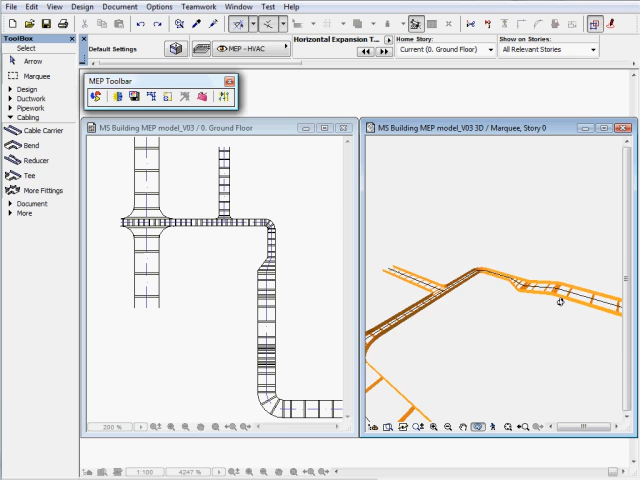 File Edit View Design Document Options Teamwork Window Test Help
ToolBox
Select
Arrow
Marquee
Design
Ductwork
Pipework
Cabling
Cable Carrier
Bend
Reducer
Tee
More Fittings
Document
More
Default Settings
MEP - HVAC
Horizontal Expansion T...
Home Story:
Current (0. Ground Floor)
Show on Stories:
All Relevant Stories
MEP Toolbar
MS Building MEP model_V03 / 0. Ground Floor
MS Building MEP model_V03 3D / Marquee, Story 0
200 %
1:100
4247 %